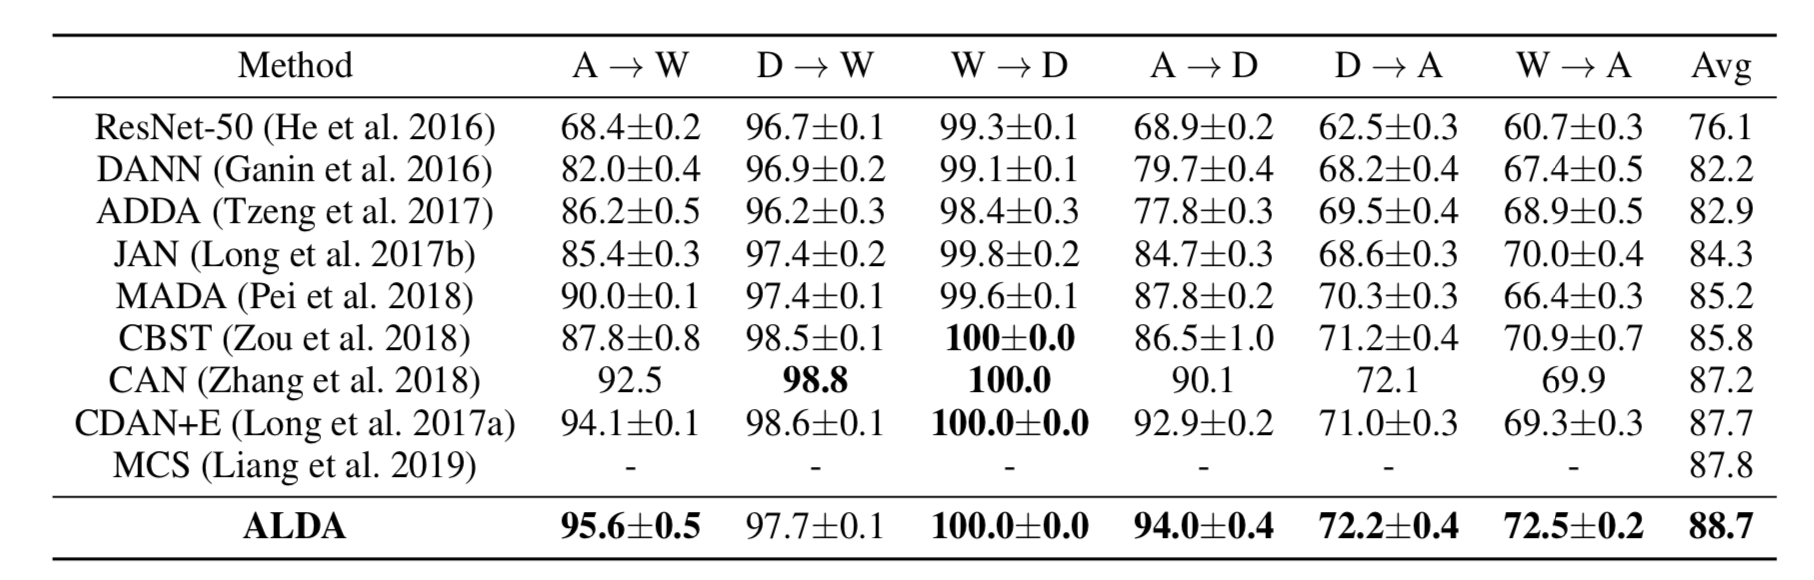 Method A → W D → W W → D A → D D → A W → A Avg
ResNet-50 (He et al. 2016) 68.4±0.2 96.7±0.1 99.3±0.1 68.9±0.2 62.5±0.3 60.7±0.3 76.1
DANN (Ganin et al. 2016) 82.0±0.4 96.9±0.2 99.1±0.1 79.7±0.4 68.2±0.4 67.4±0.5 82.2
ADDA (Tzeng et al. 2017) 86.2±0.5 96.2±0.3 98.4±0.3 77.8±0.3 69.5±0.4 68.9±0.5 82.9
JAN (Long et al. 2017b) 85.4±0.3 97.4±0.2 99.8±0.2 84.7±0.3 68.6±0.3 70.0±0.4 84.3
MADA (Pei et al. 2018) 90.0±0.1 97.4±0.1 99.6±0.1 87.8±0.2 70.3±0.3 66.4±0.3 85.2
CBST (Zou et al. 2018) 87.8±0.8 98.5±0.1 100±0.0 86.5±1.0 71.2±0.4 70.9±0.7 85.8
CAN (Zhang et al. 2018) 92.5 98.8 100.0 90.1 72.1 69.9 87.2
CDAN+E (Long et al. 2017a) 94.1±0.1 98.6±0.1 100.0±0.0 92.9±0.2 71.0±0.3 69.3±0.3 87.7
MCS (Liang et al. 2019) - - - - - - 87.8
ALDA 95.6±0.5 97.7±0.1 100.0±0.0 94.0±0.4 72.2±0.4 72.5±0.2 88.7